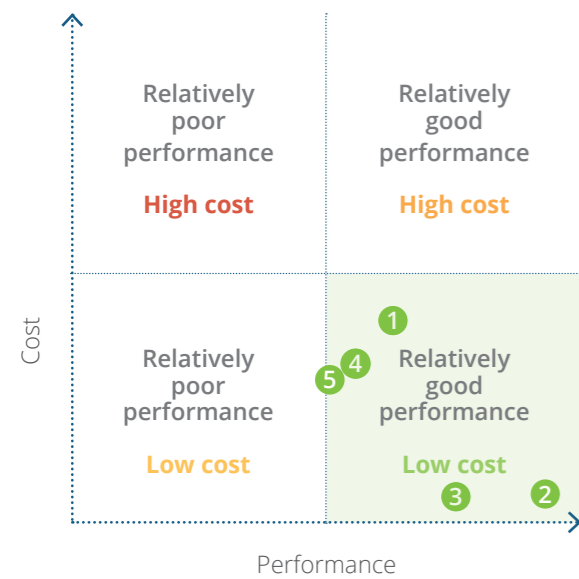 Relatively
poor
performance
High cost
Relatively
good
performance
High cost
Cost
Relatively
poor
performance
Low cost
1
4
5
Relatively
good
performance
Low cost
3
2
Performance